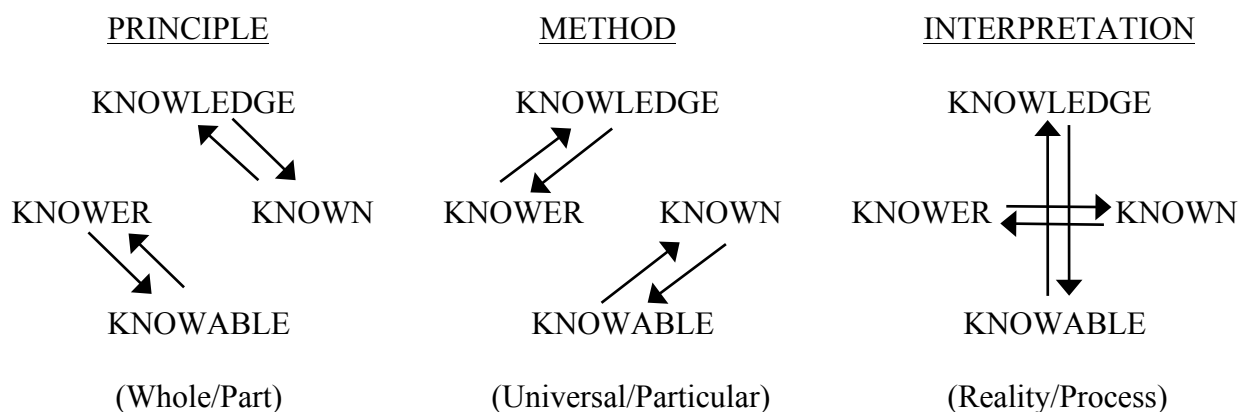 PRINCIPLE METHOD INTERPRETATION
KNOWLEDGE KNOWLEDGE KNOWLEDGE
KNOWER KNOWN KNOWER KNOWN KNOWER KNOWN
KNOWABLE KNOWABLE KNOWABLE
(Whole/Part) (Universal/Particular) (Reality/Process)